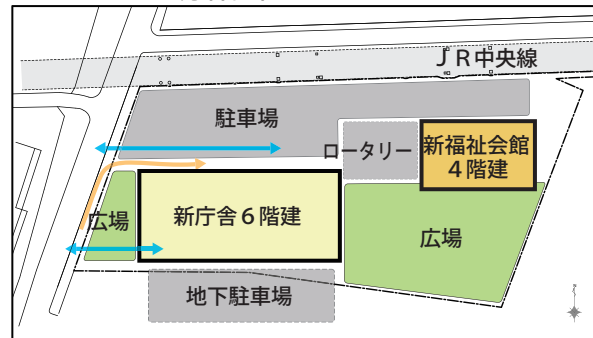 ＪＲ中央線
駐車場
ロータリー
新福祉会館
４階建
広場
新庁舎６階建
広場
地下駐車場